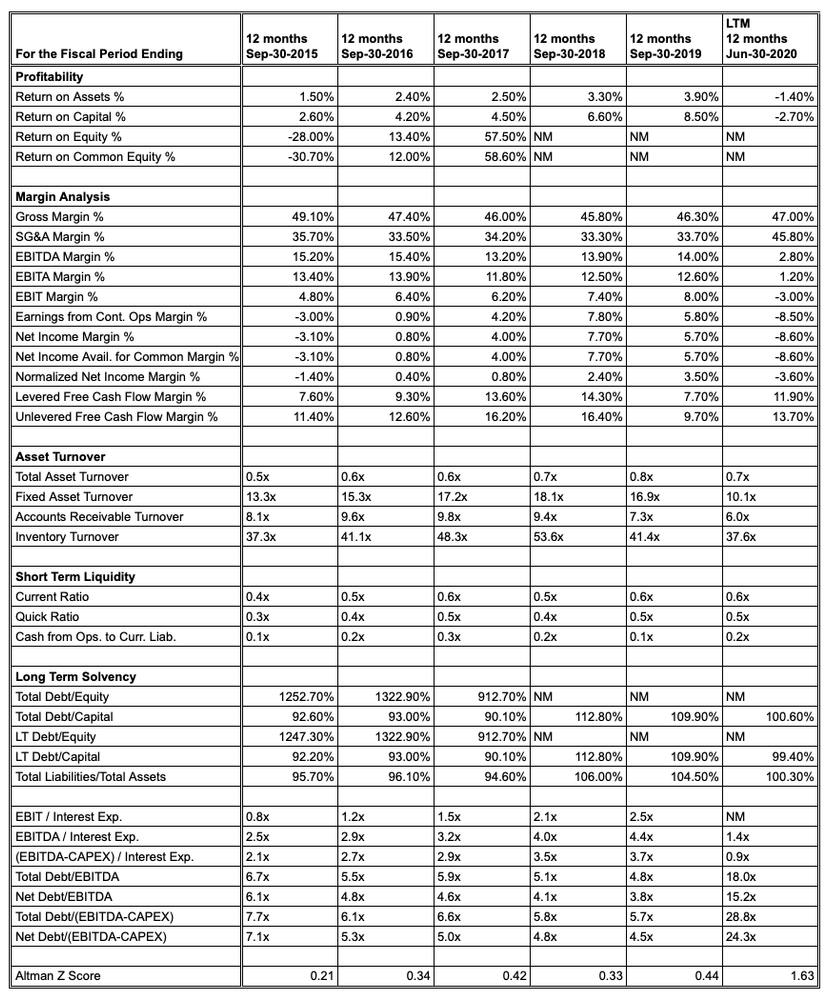 LTM
12 months 12 months 12 months 12 months 12 months 12 months
For the Fiscal Period Ending Sep-30-2015 Sep-30-2016 Sep-30-2017 Sep-30-2018 Sep-30-2019 Jun-30-2020
Profitability
Return on Assets % 1.50% 2.40% 2.50% 3.30% 3.90% -1.40%
Return on Capital % 2.60% 4.20% 4.50% 6.60% 8.50% -2.70%
Return on Equity % -28.00% 13.40% 57.50% NM NM NM
Return on Common Equity % -30.70% 12.00% 58.60% NM NM NM
Margin Analysis
Gross Margin % 49.10% 47.40% 46.00% 45.80% 46.30% 47.00%
SG&A Margin % 35.70% 33.50% 34.20% 33.30% 33.70% 45.80%
EBITDA Margin % 15.20% 15.40% 13.20% 13.90% 14.00% 2.80%
EBITA Margin % 13.40% 13.90% 11.80% 12.50% 12.60% 1.20%
EBIT Margin % 4.80% 6.40% 6.20% 7.40% 8.00% -3.00%
Earnings from Cont. Ops Margin % -3.00% 0.90% 4.20% 7.80% 5.80% -8.50%
Net Income Margin % -3.10% 0.80% 4.00% 7.70% 5.70% -8.60%
Net Income Avail. for Common Margin % -3.10% 0.80% 4.00% 7.70% 5.70% -8.60%
Normalized Net Income Margin % -1.40% 0.40% 0.80% 2.40% 3.50% -3.60%
Levered Free Cash Flow Margin % 7.60% 9.30% 13.60% 14.30% 7.70% 11.90%
Unlevered Free Cash Flow Margin % 11.40% 12.60% 16.20% 16.40% 9.70% 13.70%
Asset Turnover
Total Asset Turnover 0.5x 0.6x 0.6x 0.7x 0.8x 0.7x
Fixed Asset Turnover 13.3x 15.3x 17.2x 18.1x 16.9x 10.1x
Accounts Receivable Turnover 8.1x 9.6x 9.8x 9.4x 7.3x 6.0x
Inventory Turnover 37.3x 41.1x 48.3x 53.6x 41.4x 37.6x
Short Term Liquidity
Current Ratio 0.4x 0.5x 0.6x 0.5x 0.6x 0.6x
Quick Ratio 0.3x 0.4x 0.5x 0.4x 0.5x 0.5x
Cash from Ops. to Curr. Liab. 0.1x 0.2x 0.3x 0.2x 0.1x 0.2x
Long Term Solvency
Total Debt/Equity 1252.70% 1322.90% 912.70% NM NM NM
Total Debt/Capital 92.60% 93.00% 90.10% 112.80% 109.90% 100.60%
LT Debt/Equity 1247.30% 1322.90% 912.70% NM NM NM
LT Debt/Capital 92.20% 93.00% 90.10% 112.80% 109.90% 99.40%
Total Liabilities/Total Assets 95.70% 96.10% 94.60% 106.00% 104.50% 100.30%
EBIT / Interest Exp. 0.8x 1.2x 1.5x 2.1x 2.5x NM
EBITDA / Interest Exp. 2.5x 2.9x 3.2x 4.0x 4.4x 1.4x
(EBITDA-CAPEX) / Interest Exp. 2.1x 2.7x 2.9x 3.5x 3.7x 0.9x
Total Debt/EBITDA 6.7x 5.5x 5.9x 5.1x 4.8x 18.0x
Net Debt/EBITDA 6.1x 4.8x 4.6x 4.1x 3.8x 15.2x
Total Debt/(EBITDA-CAPEX) 7.7x 6.1x 6.6x 5.8x 5.7x 28.8x
Net Debt/(EBITDA-CAPEX) 7.1x 5.3x 5.0x 4.8x 4.5x 24.3x
Altman Z Score 0.21 0.34 0.42 0.33 0.44 1.63